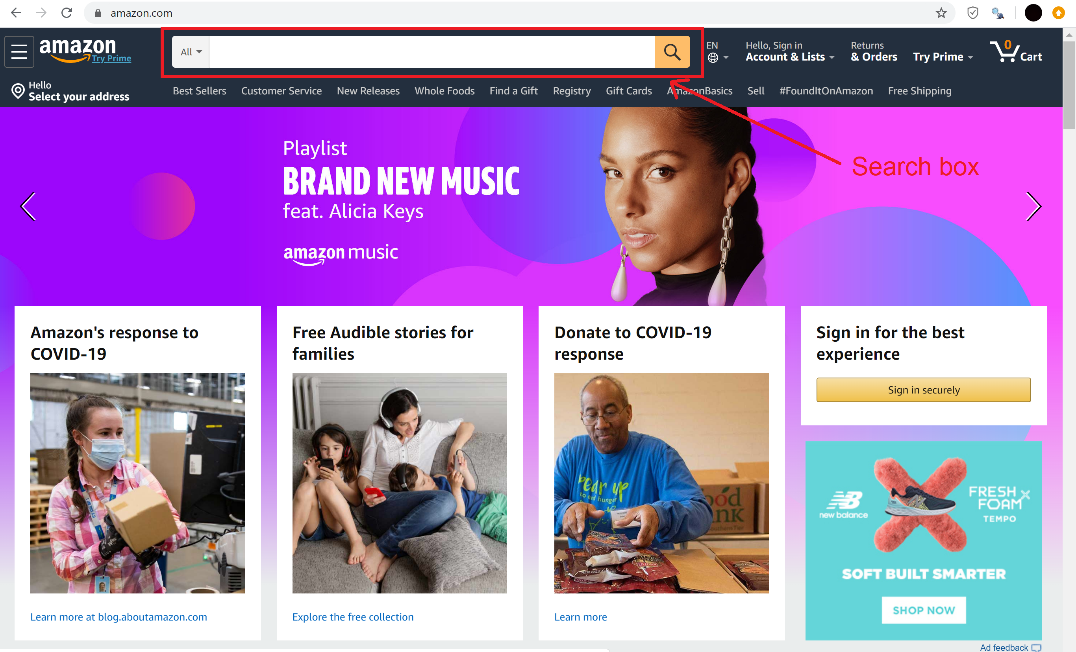 amazon.com
amazon
Try Prime
All
EN
Hello, Sign in
Account & Lists
Returns
& Orders
Try Prime
0
Cart
Hello
Select your address
Best Sellers
Customer Service
New Releases
Whole Foods
Find a Gift
Registry
Gift Cards
AmazonBasics
Sell
#FoundItOnAmazon
Free Shipping
Search box
Playlist
BRAND NEW MUSIC
feat. Alicia Keys
amazon music
Amazon's response to
COVID-19
Learn more at blog.aboutamazon.com
Free Audible stories for
families
Explore the free collection
Donate to COVID-19
response
Learn more
Sign in for the best
experience
Sign in securely
new balance
FRESH
FOAM
TEMPO
SOFT BUILT SMARTER
SHOP NOW
Ad feedback